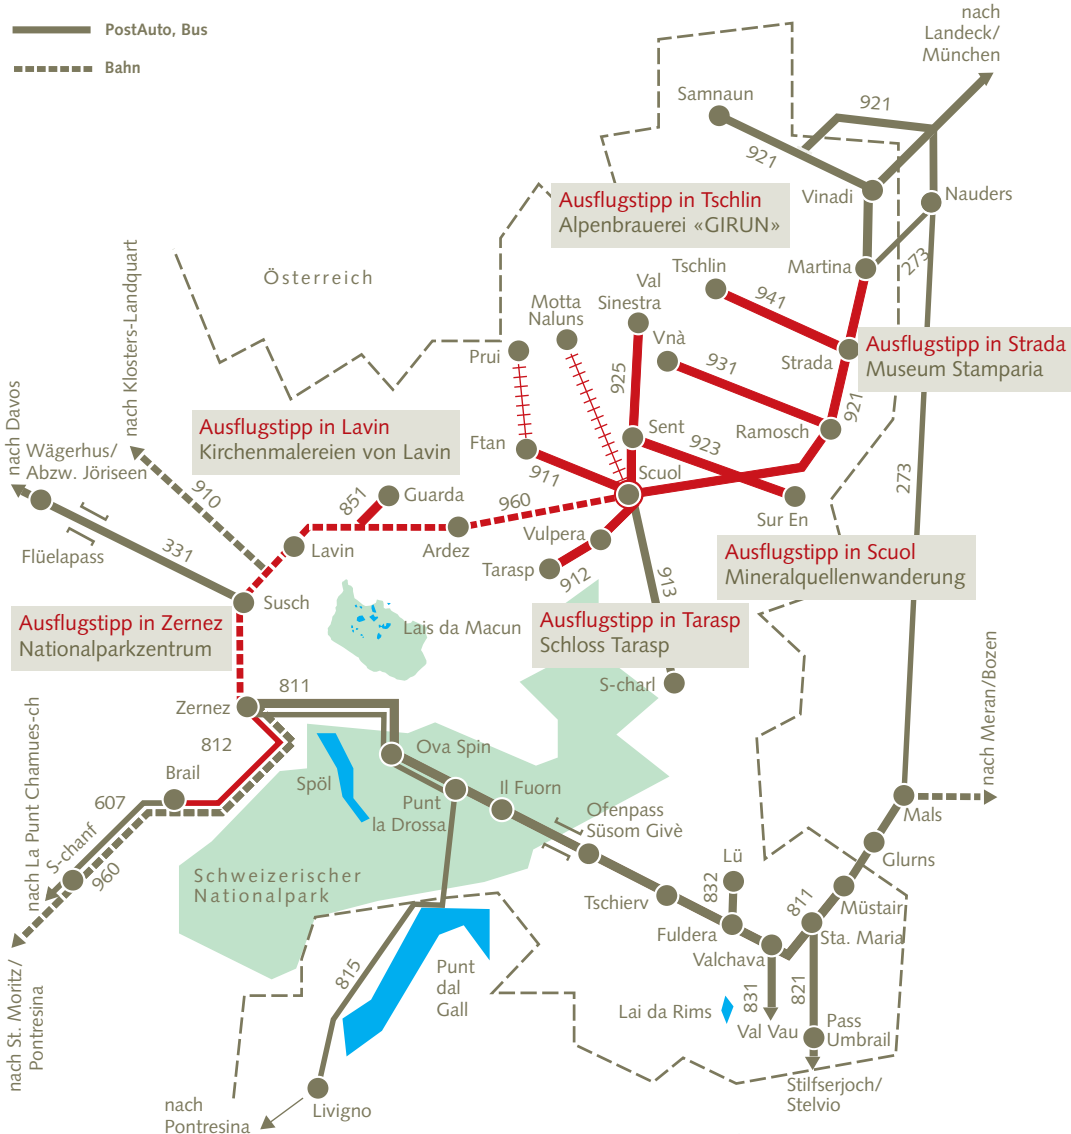 PostAuto, Bus
Bahn
nach
Landeck/
München
Samnaun
921
921
Vinadi
Nauders
Ausflugstipp in Tschlin
Alpenbrauerei «GIRUN»
Martina
273
Österreich
nach Klosters-Landquart
Tschlin
941
Val
Sinestra
Motta
Naluns
Vnà
931
925
Prui
Strada
Ausflugstipp in Strada
Museum Stamparia
921
nach Davos
Ausflugstipp in Lavin
Kirchenmalereien von Lavin
Ftan
911
Sent
923
Ramosch
Wägerhus/
Abzw. Jöriseen
910
851
Guarda
960
Scuol
273
Sur En
Flüelapass
331
Lavin
Ardez
Vulpera
Tarasp
912
913
Ausflugstipp in Scuol
Mineralquellenwanderung
Susch
Ausflugstipp in Zernez
Nationalparkzentrum
Lais da Macun
Ausflugstipp in Tarasp
Schloss Tarasp
S-charl
nach Meran/Bozen
Zernez
811
812
nach La Punt Chamues-ch
Brail
607
S-chanf
960
Spöl
Ova Spin
Punt
la Drossa
Il Fuorn
Ofenpass
Süsom Givè
Mals
Glurns
Schweizerischer
Nationalpark
Tschierv
Lü
832
Fuldera
Valchava
811
Müstair
Sta. Maria
nach St. Moritz/
Pontresina
815
Punt
dal
Gall
Lai da Rims
831
Val Vau
821
Pass
Umbrail
Stilfserjoch/
Stelvio
Livigno
nach
Pontresina